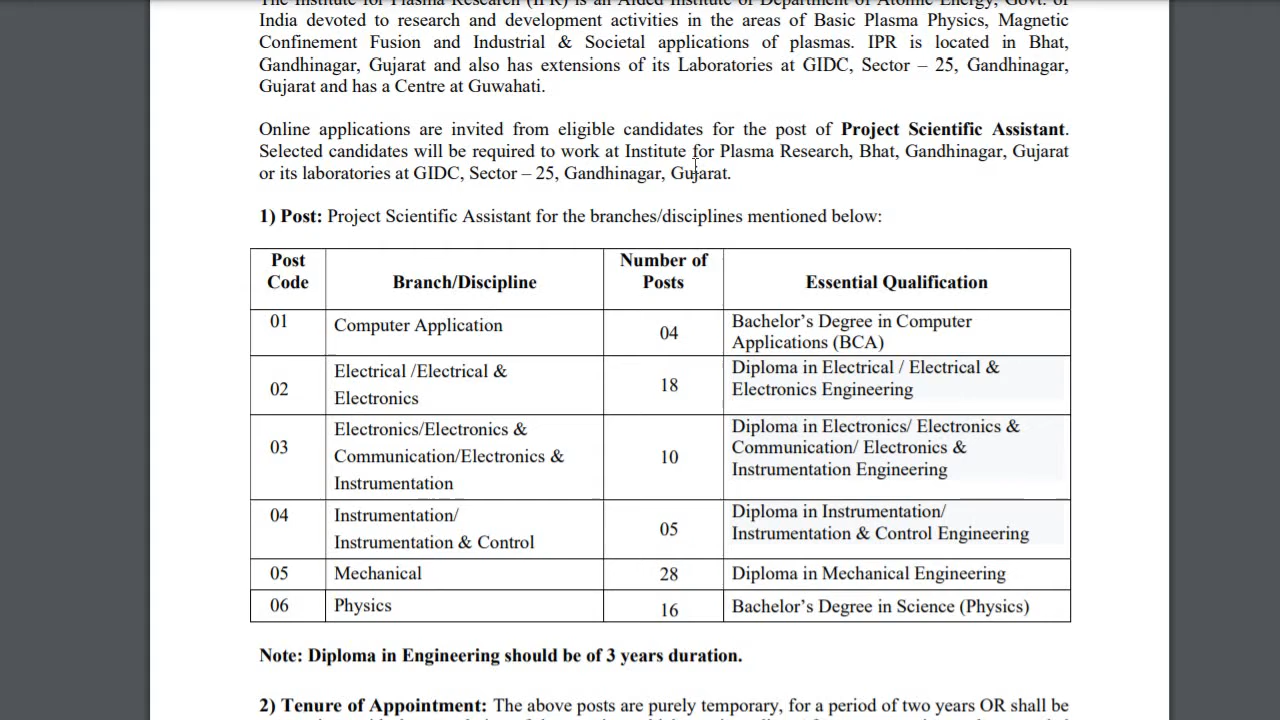 The Institute for Plasma Research (IPR) is an Aided Institute of Department of Atomic Energy, Govt. of
India devoted to research and development activities in the areas of Basic Plasma Physics, Magnetic
Confinement Fusion and Industrial & Societal applications of plasmas. IPR is located in Bhat,
Gandhinagar, Gujarat and also has extensions of its Laboratories at GIDC, Sector – 25, Gandhinagar,
Gujarat and has a Centre at Guwahati.
Online applications are invited from eligible candidates for the post of Project Scientific Assistant.
Selected candidates will be required to work at Institute for Plasma Research, Bhat, Gandhinagar, Gujarat
or its laboratories at GIDC, Sector – 25, Gandhinagar, Gujarat.
1) Post: Project Scientific Assistant for the branches/disciplines mentioned below:
Post
Code
Branch/Discipline
Number of
Posts
Essential Qualification
01
Computer Application
04
Bachelor’s Degree in Computer
Applications (BCA)
02
Electrical /Electrical &
Electronics
18
Diploma in Electrical / Electrical &
Electronics Engineering
03
Electronics/Electronics &
Communication/Electronics &
Instrumentation
10
Diploma in Electronics/ Electronics &
Communication/ Electronics &
Instrumentation Engineering
04
Instrumentation/
Instrumentation & Control
05
Diploma in Instrumentation/
Instrumentation & Control Engineering
05
Mechanical
28
Diploma in Mechanical Engineering
06
Physics
16
Bachelor’s Degree in Science (Physics)
Note: Diploma in Engineering should be of 3 years duration.
2) Tenure of Appointment: The above posts are purely temporary, for a period of two years OR shall be